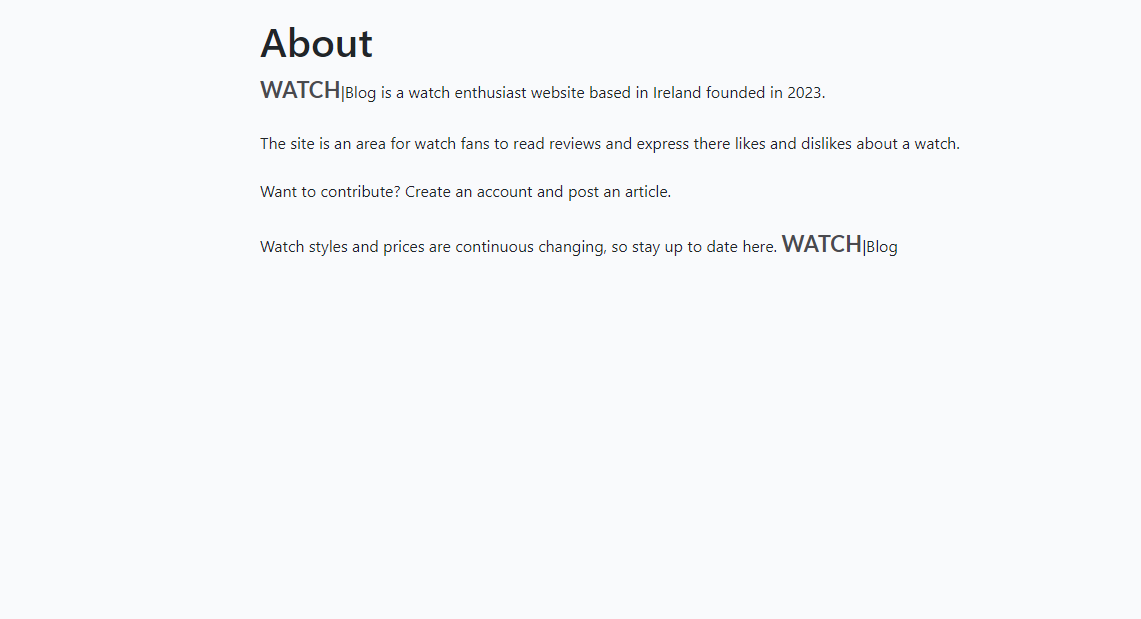 About
WATCH|Blog is a watch enthusiast website based in Ireland founded in 2023.
The site is an area for watch fans to read reviews and express there likes and dislikes about a watch.
Want to contribute? Create an account and post an article.
Watch styles and prices are continuous changing, so stay up to date here. WATCH|Blog